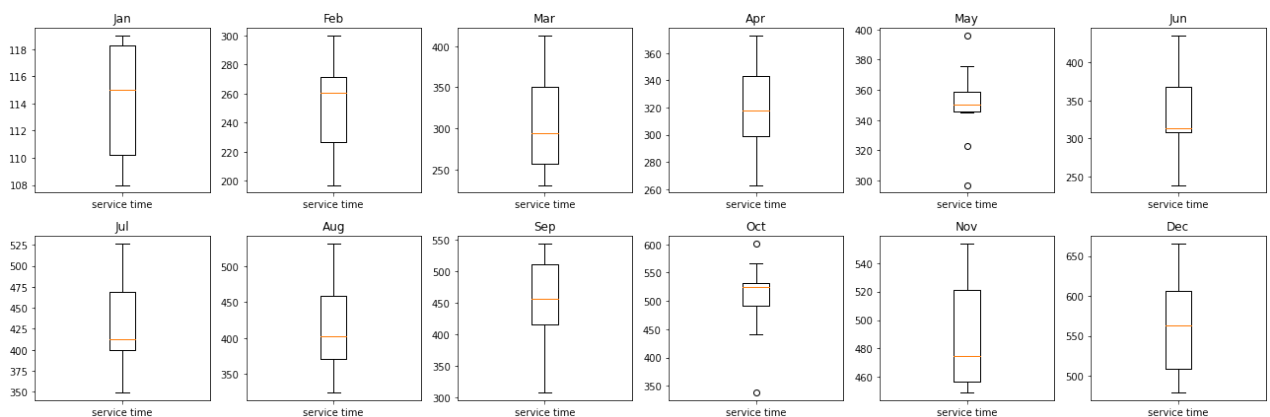 Jan
118
116
114
112
110
108
service time
Feb
300
280
260
240
220
200
service time
Mar
400
350
300
250
service time
Apr
360
340
320
300
280
260
service time
May
400
380
360
340
320
300
service time
Jun
400
350
300
250
service time
Jul
525
500
475
450
425
400
375
350
service time
Aug
500
450
400
350
service time
Sep
550
500
450
400
350
300
service time
Oct
600
550
500
450
400
350
service time
Nov
540
520
500
480
460
service time
Dec
650
600
550
500
service time